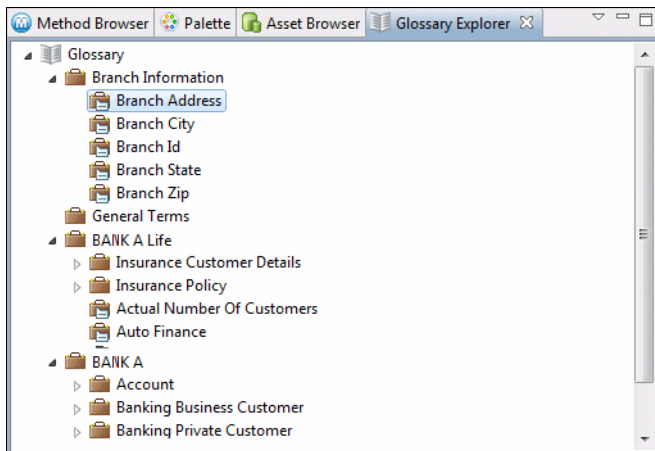 Method Browser Palette Asset Browser Glossary Explorer
Glossary
Branch Information
Branch Address
Branch City
Branch Id
Branch State
Branch Zip
General Terms
BANK A Life
Insurance Customer Details
Insurance Policy
Actual Number Of Customers
Auto Finance
BANK A
Account
Banking Business Customer
Banking Private Customer